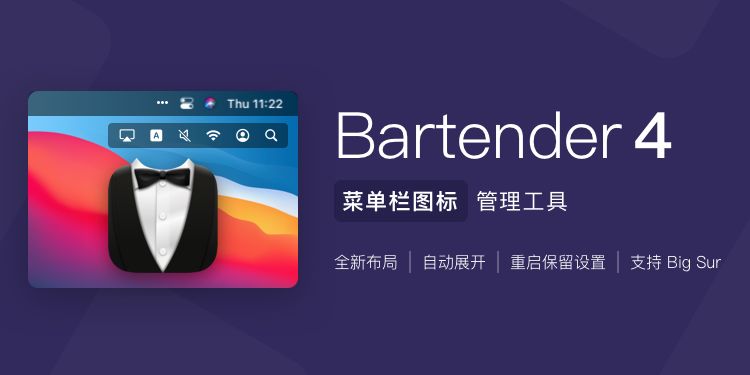 Thu 11:22
A
Bartender 4
菜单栏图标 管理工具
全新布局 | 自动展开 | 重启保留设置 | 支持 Big Sur